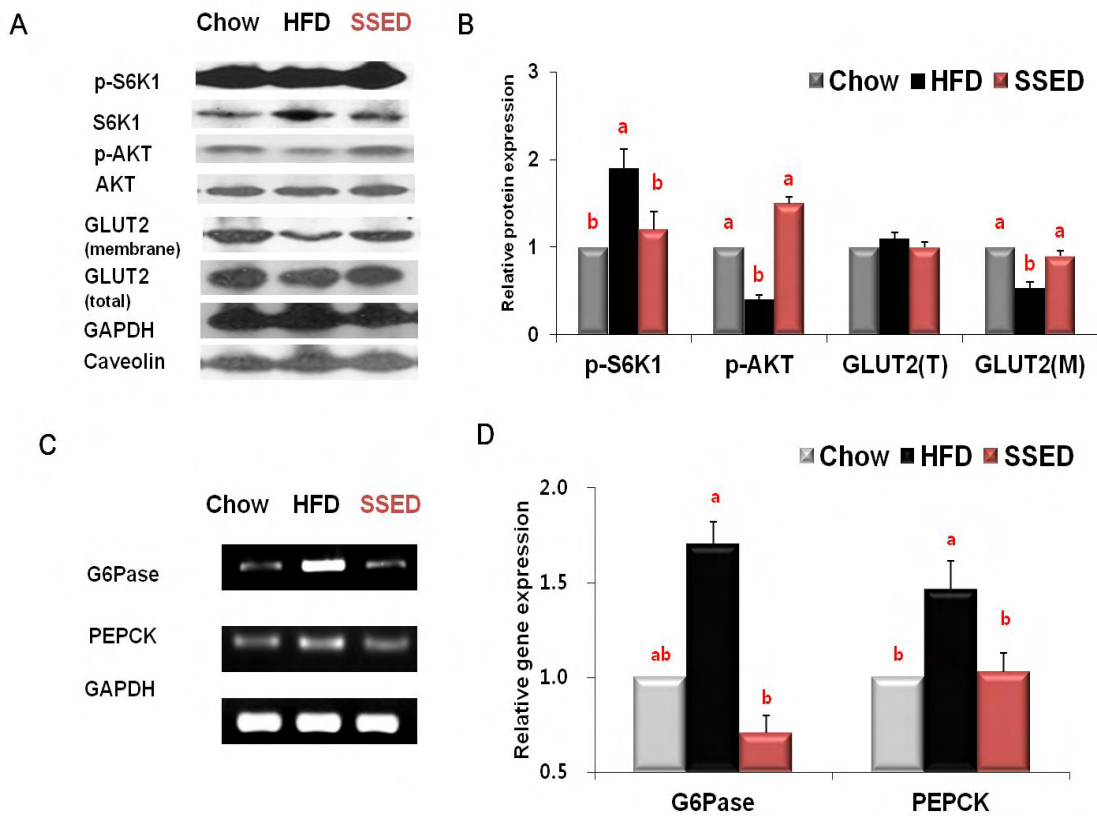 A
Chow HFD SSED
p-S6K1
S6K1
p-AKT
AKT
GLUT2
(membrane)
GLUT2
(total)
GAPDH
Caveolin
B
Chow HFD SSED
Relative protein expression
3
2
1
0
b a b
a b a
a b a
p-S6K1 p-AKT GLUT2(T) GLUT2(M)
C
Chow HFD SSED
G6Pase
PEPCK
GAPDH
D
Chow HFD SSED
Relative gene expression
2.0
1.5
1.0
0.5
ab a b
b a b
G6Pase PEPCK